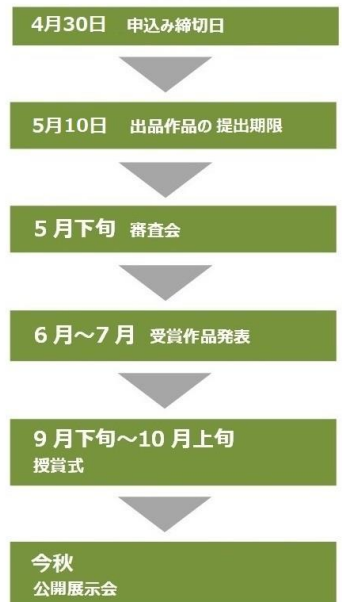 4月30日 申込み締切日
5月10日 出品作品の 提出期限
5月下旬 審査会
6月～7月 受賞作品発表
9月下旬～10月上旬
授賞式
今秋
公開展示会